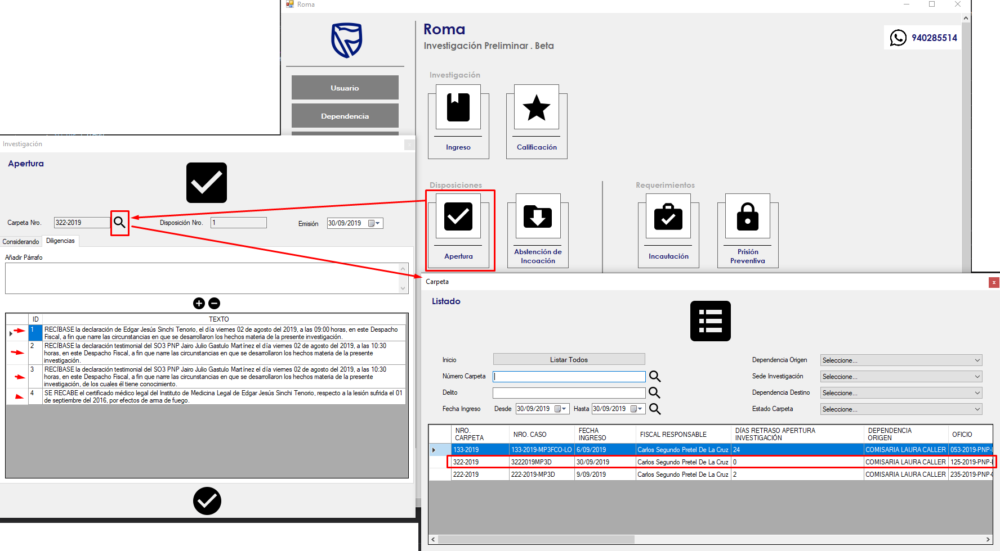 Roma
Roma
Investigación Preliminar . Beta
940285514
Usuario
Dependencia
Investigación
Ingreso
Calificación
Disposiciones
Requerimientos
Apertura
Abstención de
Incoación
Incautación
Prisión
Preventiva
Investigación
Apertura
Carpeta Nro.
322-2019
Disposición Nro.
1
Emisión
30/09/2019
Considerando
Diligencias
Añadir Párrafo
ID
TEXTO
1
RECÍBASE la declaración de Edgar Jesús Sinchi Tenorio, el día viernes 02 de agosto del 2019, a las 09:00 horas, en este Despacho
Fiscal, a fin que narre las circunstancias en que se desarrollaron los hechos materia de la presente investigación.
2
RECÍBASE la declaración testimonial del SO3 PNP Jairo Julio Gastulo Martínez el día viernes 02 de agosto del 2019, a las 10:30
horas, en este Despacho Fiscal, a fin que narre las circunstancias en que se desarrollaron los hechos materia de la presente
investigación.
3
RECÍBASE la declaración testimonial del SO3 PNP Jairo Julio Gastulo Martínez el día viernes 02 de agosto del 2019, a las 10:30
horas, en este Despacho Fiscal, a fin que narre las circunstancias en que se desarrollaron los hechos materia de la presente
investigación, de los cuales él tiene conocimiento.
4
SE RECABE el certificado médico legal del Instituto de Medicina Legal de Edgar Jesús Sinchi Tenorio, respecto a la lesión sufrida el 01
de septiembre del 2016, por efectos de arma de fuego.
Carpeta
Listado
Inicio
Listar Todos
Número Carpeta
Delito
Fecha Ingreso
Desde
30/09/2019
Hasta
30/09/2019
Dependencia Origen
Seleccione...
Sede Investigación
Seleccione...
Dependencia Destino
Seleccione...
Estado Carpeta
Seleccione...
NRO. CARPETA
NRO. CASO
FECHA INGRESO
FISCAL RESPONSABLE
DÍAS RETRASO APERTURA INVESTIGACIÓN
DEPENDENCIA ORIGEN
OFICIO
133-2019 133-2019-MP3FCO-LO 6/09/2019 Carlos Segundo Pretel De La Cruz 24 COMISARIA LAURA CALLER 053-2019-PNP-
322-2019 3222019MP3D 30/09/2019 Carlos Segundo Pretel De La Cruz 0 COMISARIA LAURA CALLER 125-2019-PNP-
222-2019 222-2019-MP3D 9/09/2019 Carlos Segundo Pretel De La Cruz 2 COMISARIA LAURA CALLER 235-2019-PNP-